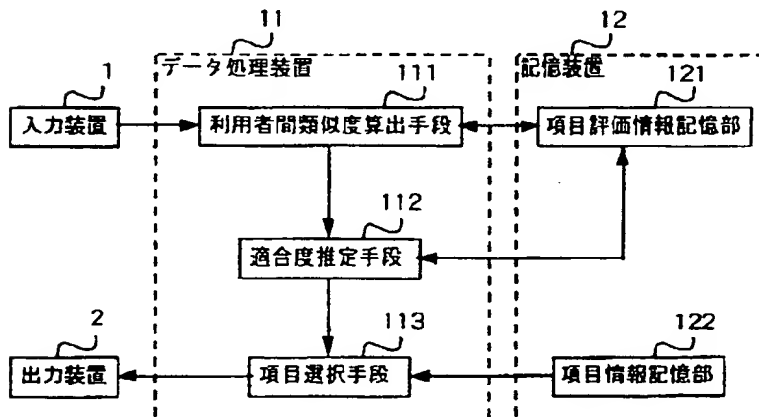 11
12
データ処理装置
記憶装置
1
111
121
入力装置
利用者間類似度算出手段
項目評価情報記憶部
112
適合度推定手段
2
113
122
出力装置
項目選択手段
項目情報記憶部